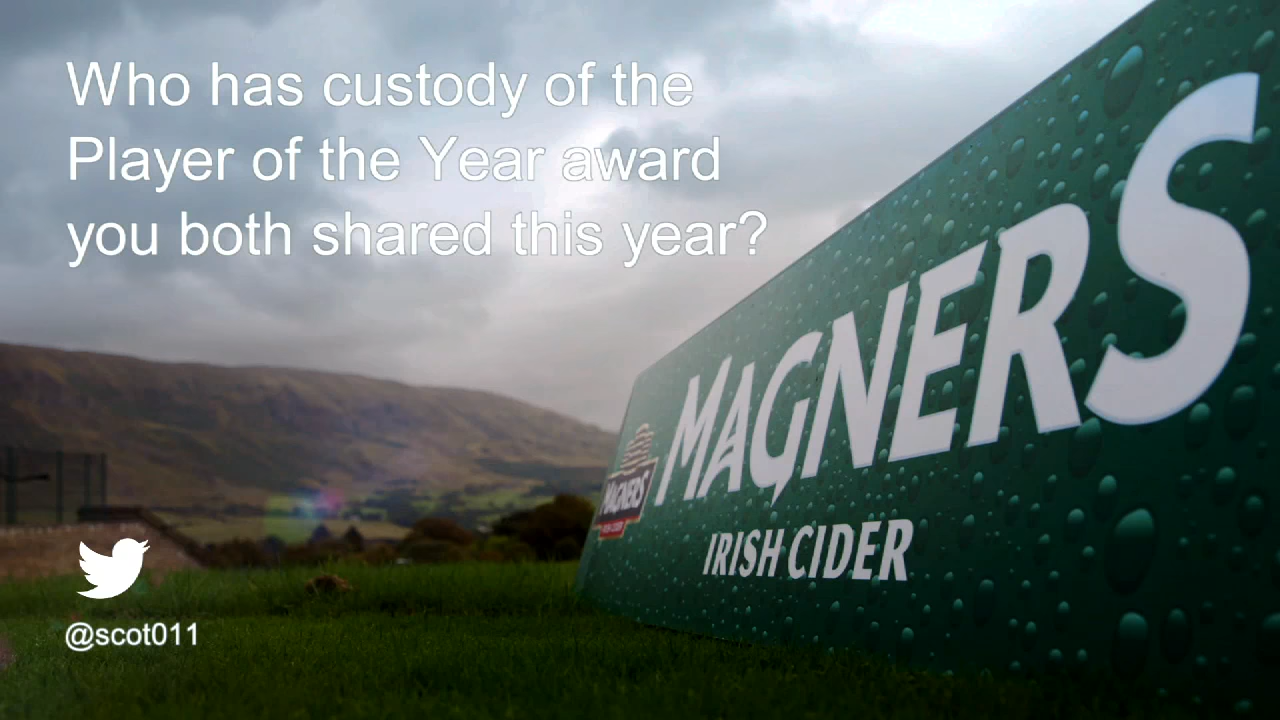 Who has custody of the
Player of the Year award
you both shared this year?
MAGNERS
MAGNERS
IRISH CIDER
@scot011